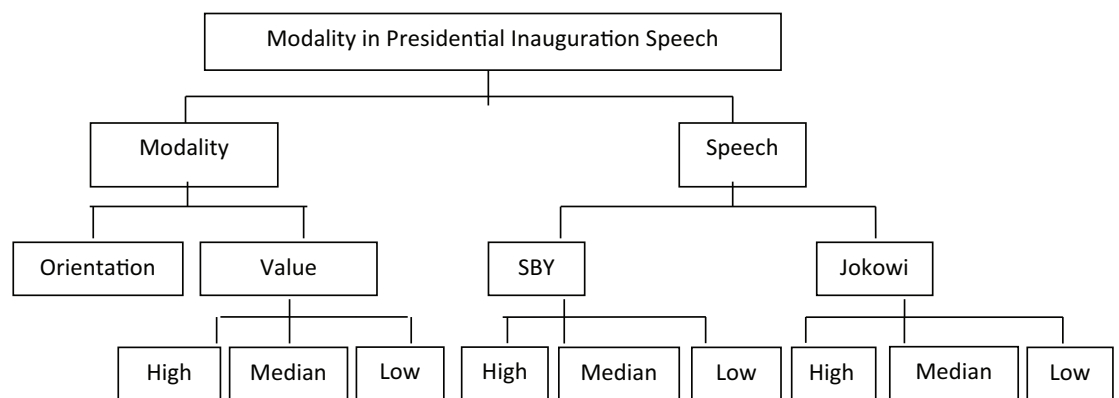 Modality in Presidential Inauguration Speech
Modality
Speech
Orientation
Value
SBY
Jokowi
High
Median
Low
High
Median
Low
High
Median
Low